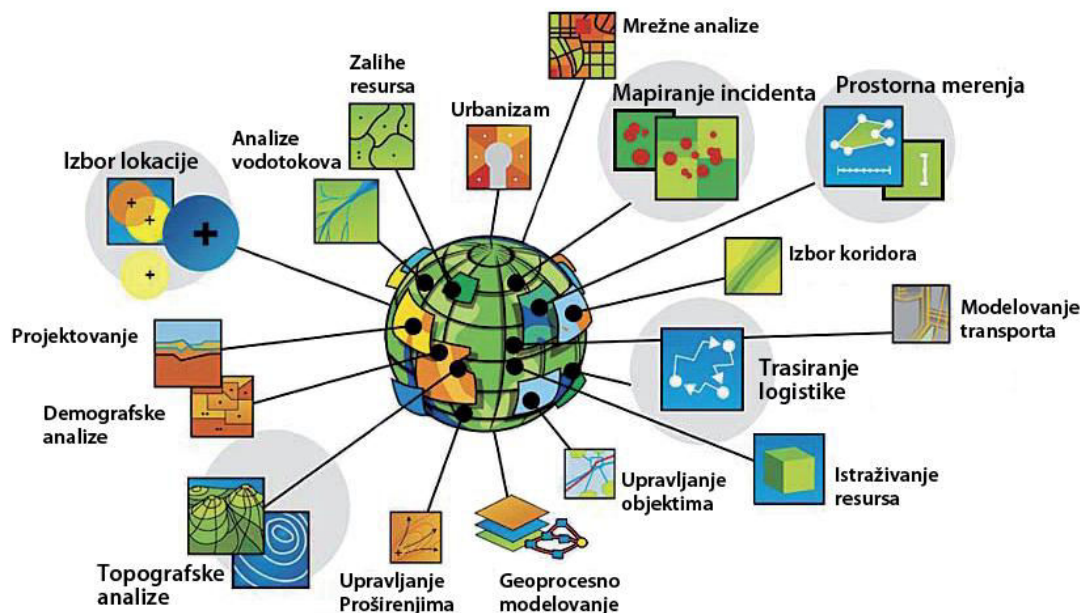 Mrežne analize
Zalihe
resursa
Urbanizam
Mapiranje incidenta
Prostorna merenja
Analize
vodotokova
Izbor lokacije
Izbor koridora
Modelovanje
transporta
Projektovanje
Trasiranje
logistike
Demografske
analize
Istraživanje
resursa
Upravljanje
objektima
Topografske
analize
Upravljanje
Proširenjima
Geoprocesno
modelovanje